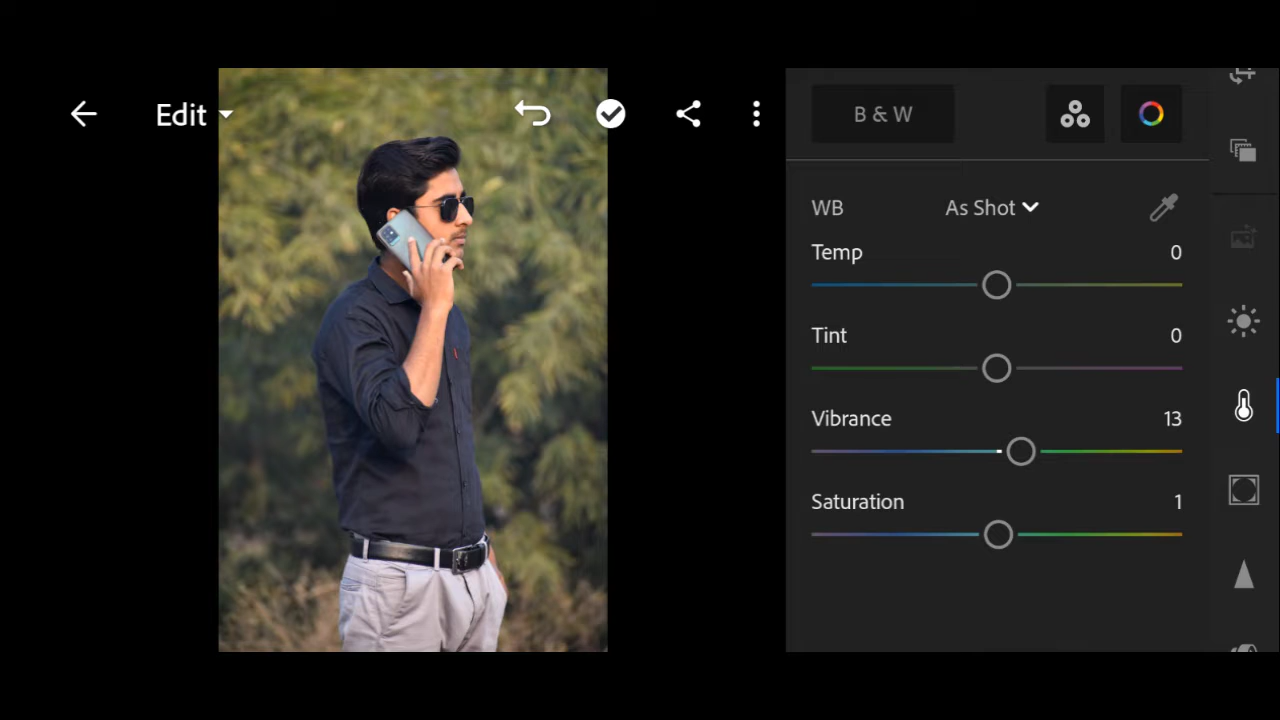 Edit
B & W
WB As Shot
Temp 0
Tint 0
Vibrance 13
Saturation 1